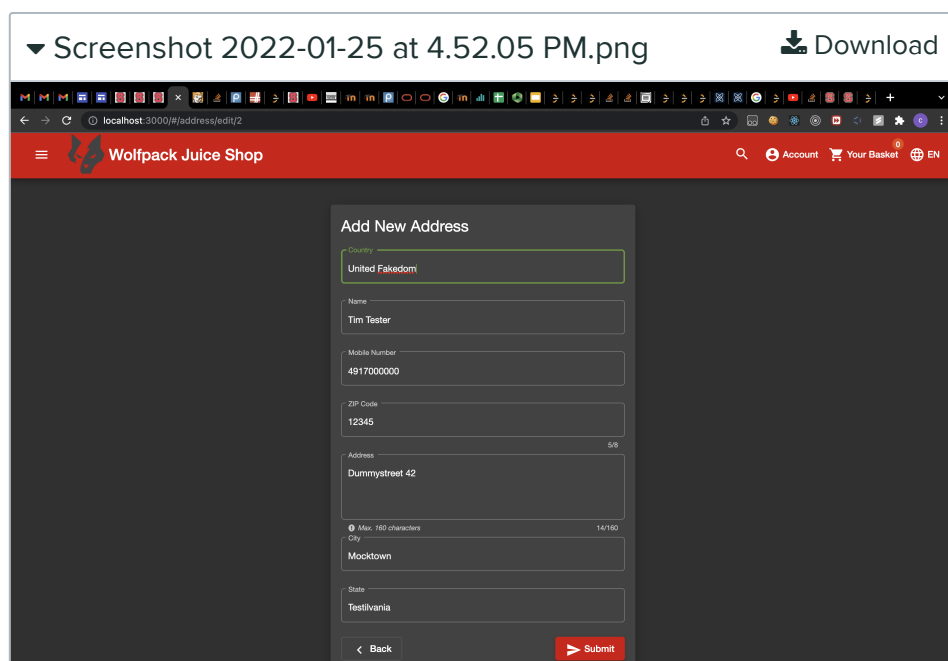 Screenshot 2022-01-25 at 4.52.05 PM.png
Download
localhost:3000/#/address/edit/2
Wolfpack Juice Shop
Account
Your Basket
0
EN
Add New Address
Country
United Fakedom
Name
Tim Tester
Mobile Number
4917000000
ZIP Code
12345
5/8
Address
Dummystreet 42
Max. 160 characters
14/160
City
Mocktown
State
Testilvania
Back
Submit